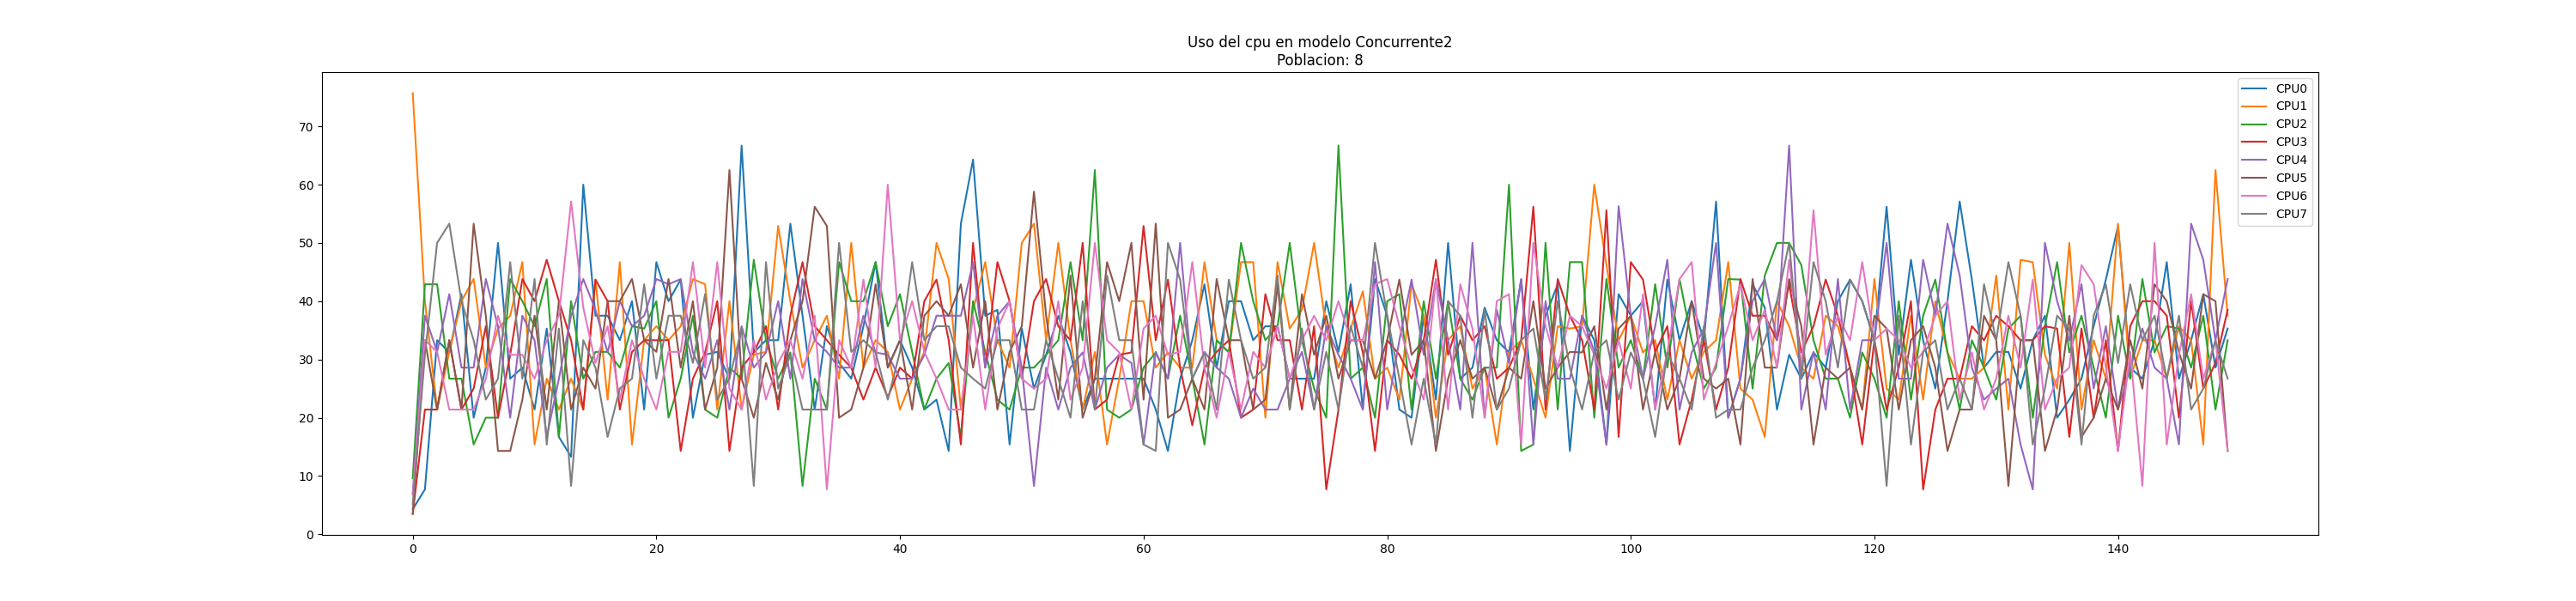 Uso del cpu en modelo Concurrente2
Poblacion: 8
CPU0
CPU1
CPU2
CPU3
CPU4
CPU5
CPU6
CPU7
70
60
50
40
30
20
10
0
0 20 40 60 80 100 120 140